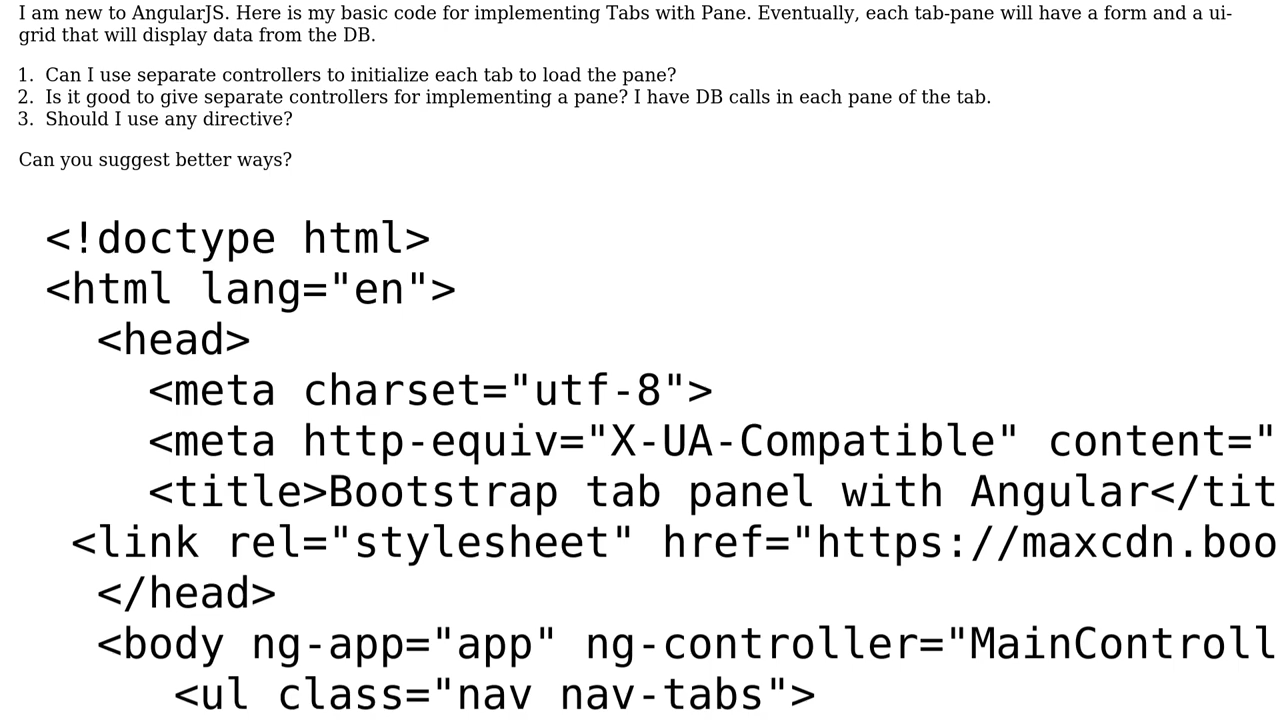 I am new to AngularJS. Here is my basic code for implementing Tabs with Pane. Eventually, each tab-pane will have a form and a ui-
grid that will display data from the DB.
1. Can I use separate controllers to initialize each tab to load the pane?
2. Is it good to give separate controllers for implementing a pane? I have DB calls in each pane of the tab.
3. Should I use any directive?
Can you suggest better ways?
<!doctype html>
<html lang="en">
<head>
<meta charset="utf-8">
<meta http-equiv="X-UA-Compatible" content="
<title>Bootstrap tab panel with Angular</tit
<link rel="stylesheet" href="https://maxcdn.boo
</head>
<body ng-app="app" ng-controller="MainControll
<ul class="nav nav-tabs">